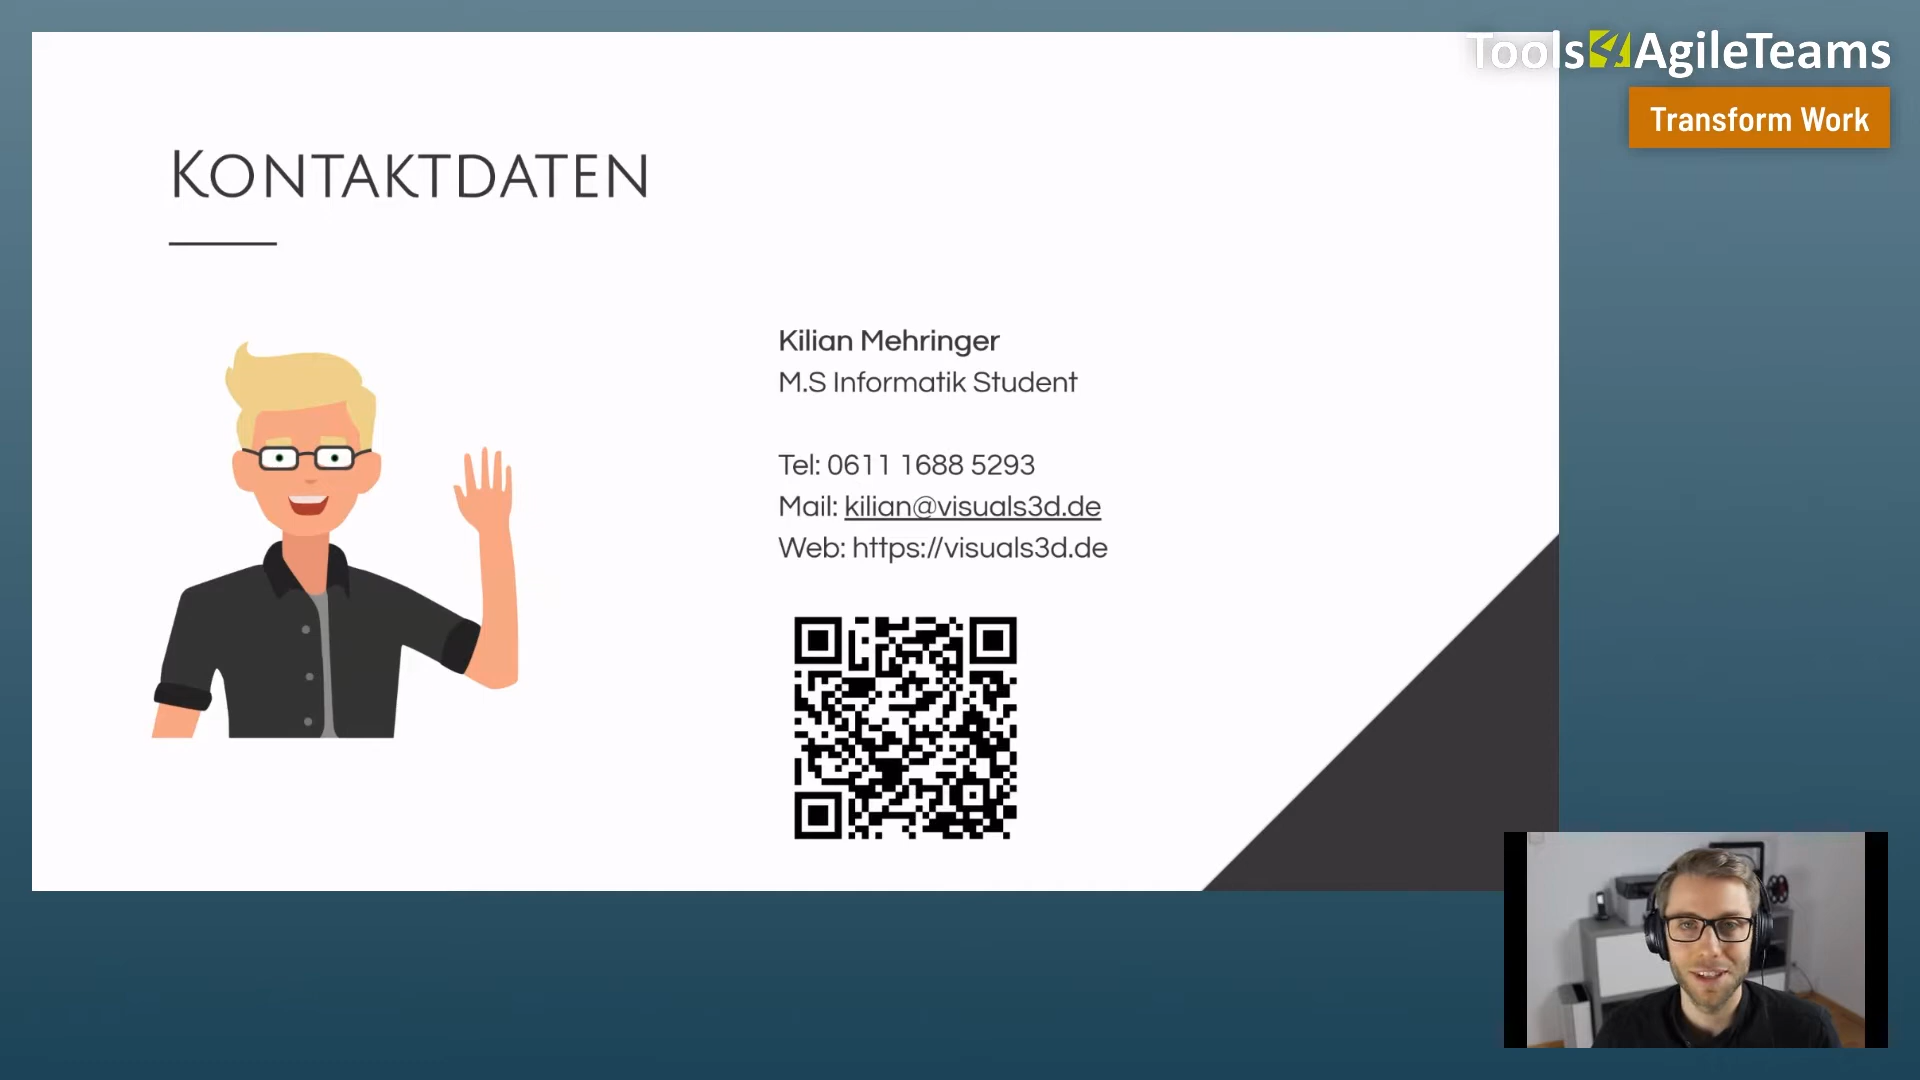 Tools4AgileTeams
Transform Work
KONTAKTDATEN
Kilian Mehringer
M.S Informatik Student
Tel: 0611 1688 5293
Mail: kilian@visuals3d.de
Web: https://visuals3d.de